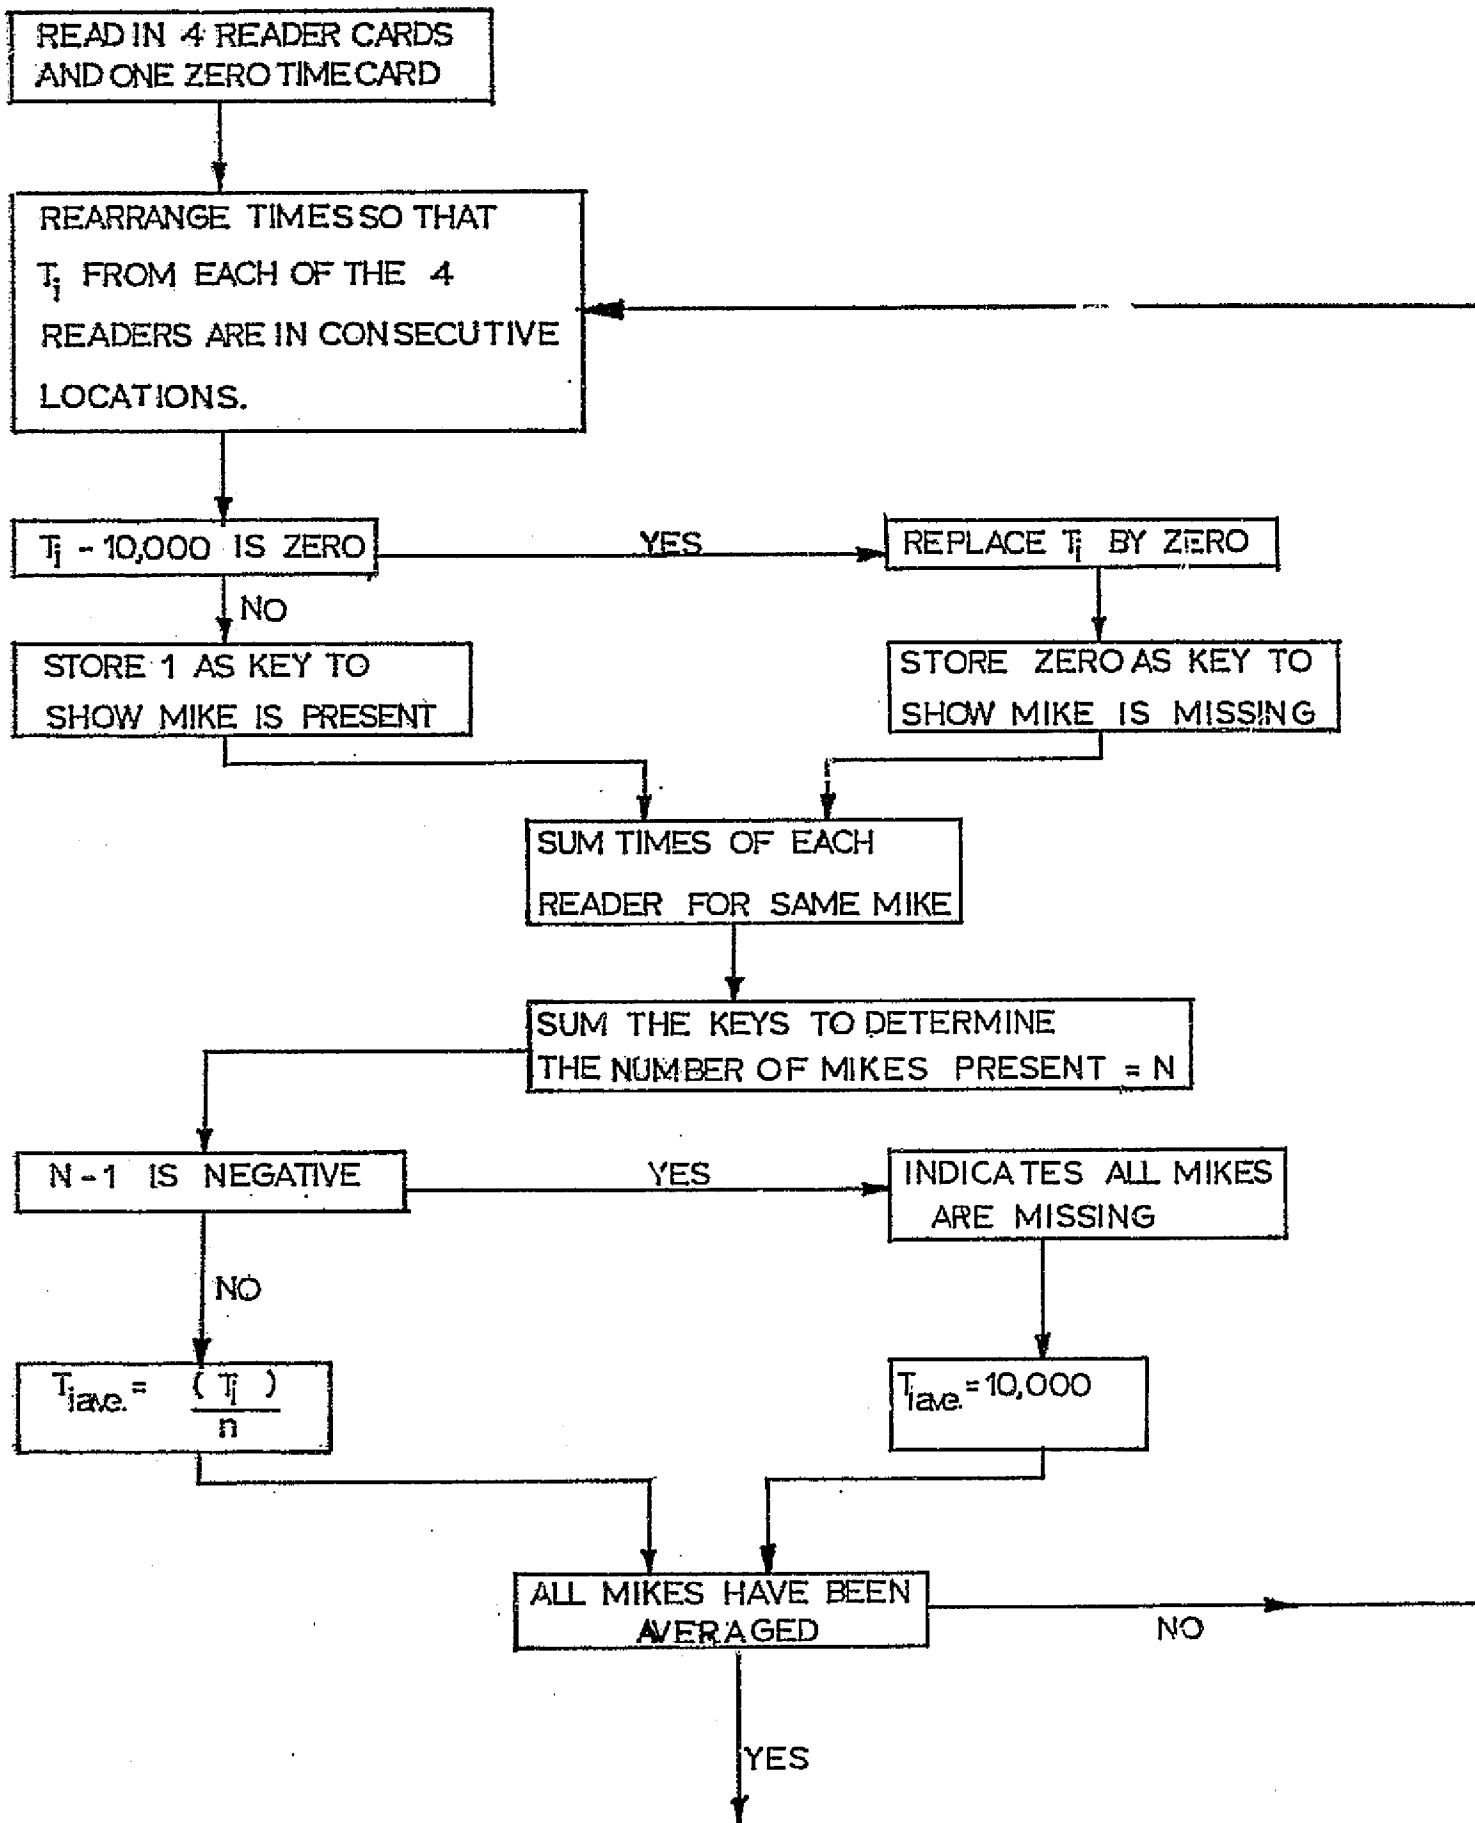 READ IN 4 READER CARDS
AND ONE ZERO TIME CARD
REARRANGE TIMES SO THAT
Tj FROM EACH OF THE 4
READERS ARE IN CONSECUTIVE
LOCATIONS.
Tj - 10,000 IS ZERO
YES
REPLACE Tj BY ZERO
NO
STORE 1 AS KEY TO
SHOW MIKE IS PRESENT
STORE ZERO AS KEY TO
SHOW MIKE IS MISSING
SUM TIMES OF EACH
READER FOR SAME MIKE
SUM THE KEYS TO DETERMINE
THE NUMBER OF MIKES PRESENT = N
N - 1 IS NEGATIVE
YES
INDICATES ALL MIKES
ARE MISSING
NO
Tiave. = (Tj)
n
Tiave. = 10,000
ALL MIKES HAVE BEEN
AVERAGED
NO
YES